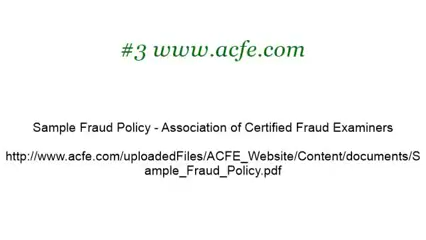 #3 www.acfe.com
Sample Fraud Policy - Association of Certified Fraud Examiners
http://www.acfe.com/uploadedFiles/ACFE_Website/Content/documents/S
ample_Fraud_Policy.pdf